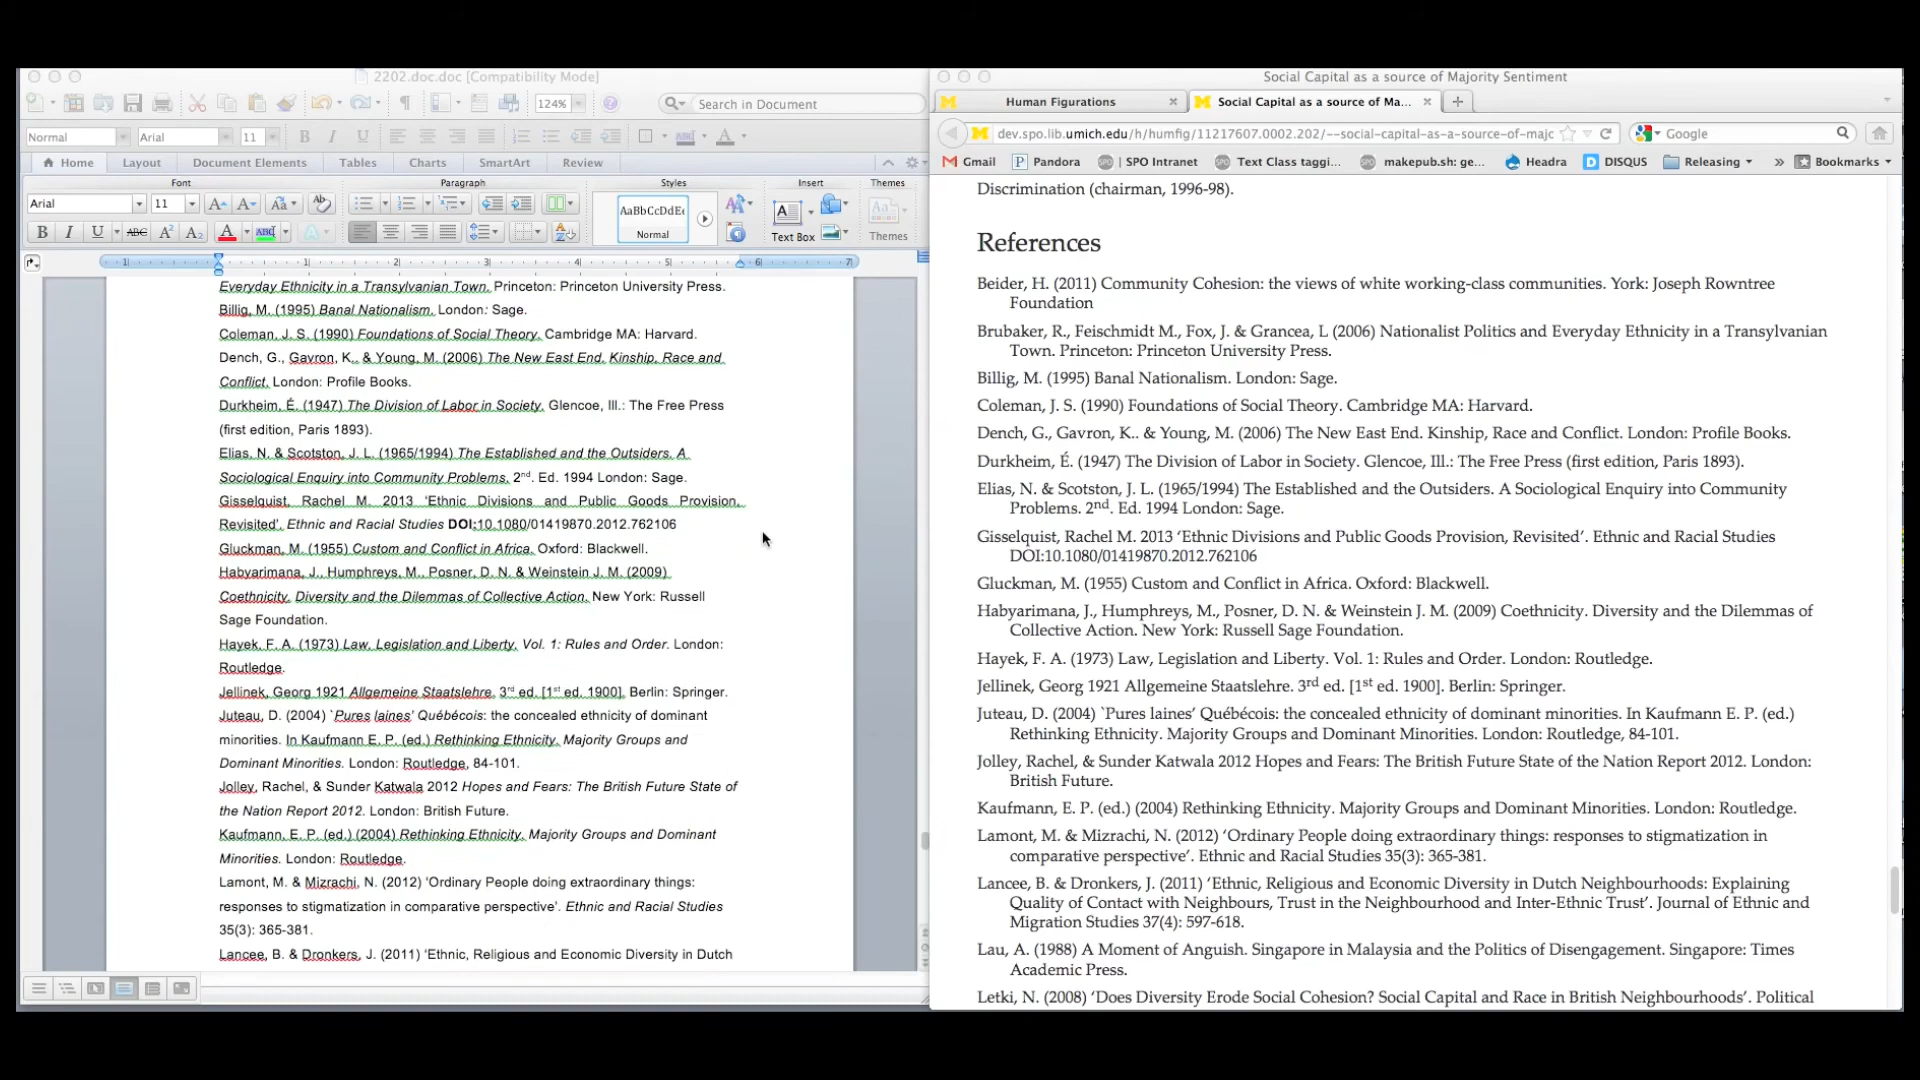 2202.doc.doc [Compatibility Mode]
124%
Search in Document
Normal
Arial
11
Home
Layout
Document Elements
Tables
Charts
SmartArt
Review
Font
Paragraph
Styles
Insert
Themes
Arial
11
AaBbCcDdE
Normal
Text Box
Themes
Everyday Ethnicity in a Transylvanian Town. Princeton: Princeton University Press.
Billig, M. (1995) Banal Nationalism. London: Sage.
Coleman, J. S. (1990) Foundations of Social Theory. Cambridge MA: Harvard.
Dench, G., Gavron, K.. & Young, M. (2006) The New East End. Kinship, Race and
Conflict. London: Profile Books.
Durkheim, É. (1947) The Division of Labor in Society. Glencoe, Ill.: The Free Press
(first edition, Paris 1893).
Elias, N. & Scotston, J. L. (1965/1994) The Established and the Outsiders. A
Sociological Enquiry into Community Problems. 2nd. Ed. 1994 London: Sage.
Gisselquist, Rachel M. 2013 ‘Ethnic Divisions and Public Goods Provision,
Revisited’. Ethnic and Racial Studies DOI:10.1080/01419870.2012.762106
Gluckman, M. (1955) Custom and Conflict in Africa. Oxford: Blackwell.
Habyarimana, J., Humphreys, M., Posner, D. N. & Weinstein J. M. (2009)
Coethnicity. Diversity and the Dilemmas of Collective Action. New York: Russell
Sage Foundation.
Hayek, F. A. (1973) Law, Legislation and Liberty. Vol. 1: Rules and Order. London:
Routledge.
Jellinek, Georg 1921 Allgemeine Staatslehre. 3rd ed. [1st ed. 1900]. Berlin: Springer.
Juteau, D. (2004) `Pures laines’ Québécois: the concealed ethnicity of dominant
minorities. In Kaufmann E. P. (ed.) Rethinking Ethnicity. Majority Groups and
Dominant Minorities. London: Routledge, 84-101.
Jolley, Rachel, & Sunder Katwala 2012 Hopes and Fears: The British Future State of
the Nation Report 2012. London: British Future.
Kaufmann, E. P. (ed.) (2004) Rethinking Ethnicity. Majority Groups and Dominant
Minorities. London: Routledge.
Lamont, M. & Mizrachi, N. (2012) ‘Ordinary People doing extraordinary things:
responses to stigmatization in comparative perspective’. Ethnic and Racial Studies
35(3): 365-381.
Lancee, B. & Dronkers, J. (2011) ‘Ethnic, Religious and Economic Diversity in Dutch
Social Capital as a source of Majority Sentiment
Human Figurations
Social Capital as a source of Ma...
dev.spo.lib.umich.edu/h/humfig/11217607.0002.202/--social-capital-as-a-source-of-majc
Google
Gmail
Pandora
SPO Intranet
Text Class taggi...
makepub.sh: ge...
Headra
DISQUS
Releasing
Bookmarks
Discrimination (chairman, 1996-98).
References
Beider, H. (2011) Community Cohesion: the views of white working-class communities. York: Joseph Rowntree
Foundation
Brubaker, R., Feischmidt M., Fox, J. & Grancea, L (2006) Nationalist Politics and Everyday Ethnicity in a Transylvanian
Town. Princeton: Princeton University Press.
Billig, M. (1995) Banal Nationalism. London: Sage.
Coleman, J. S. (1990) Foundations of Social Theory. Cambridge MA: Harvard.
Dench, G., Gavron, K.. & Young, M. (2006) The New East End. Kinship, Race and Conflict. London: Profile Books.
Durkheim, É. (1947) The Division of Labor in Society. Glencoe, Ill.: The Free Press (first edition, Paris 1893).
Elias, N. & Scotston, J. L. (1965/1994) The Established and the Outsiders. A Sociological Enquiry into Community
Problems. 2nd. Ed. 1994 London: Sage.
Gisselquist, Rachel M. 2013 ‘Ethnic Divisions and Public Goods Provision, Revisited’. Ethnic and Racial Studies
DOI:10.1080/01419870.2012.762106
Gluckman, M. (1955) Custom and Conflict in Africa. Oxford: Blackwell.
Habyarimana, J., Humphreys, M., Posner, D. N. & Weinstein J. M. (2009) Coethnicity. Diversity and the Dilemmas of
Collective Action. New York: Russell Sage Foundation.
Hayek, F. A. (1973) Law, Legislation and Liberty. Vol. 1: Rules and Order. London: Routledge.
Jellinek, Georg 1921 Allgemeine Staatslehre. 3rd ed. [1st ed. 1900]. Berlin: Springer.
Juteau, D. (2004) `Pures laines’ Québécois: the concealed ethnicity of dominant minorities. In Kaufmann E. P. (ed.)
Rethinking Ethnicity. Majority Groups and Dominant Minorities. London: Routledge, 84-101.
Jolley, Rachel, & Sunder Katwala 2012 Hopes and Fears: The British Future State of the Nation Report 2012. London:
British Future.
Kaufmann, E. P. (ed.) (2004) Rethinking Ethnicity. Majority Groups and Dominant Minorities. London: Routledge.
Lamont, M. & Mizrachi, N. (2012) ‘Ordinary People doing extraordinary things: responses to stigmatization in
comparative perspective’. Ethnic and Racial Studies 35(3): 365-381.
Lancee, B. & Dronkers, J. (2011) ‘Ethnic, Religious and Economic Diversity in Dutch Neighbourhoods: Explaining
Quality of Contact with Neighbours, Trust in the Neighbourhood and Inter-Ethnic Trust’. Journal of Ethnic and
Migration Studies 37(4): 597-618.
Lau, A. (1988) A Moment of Anguish. Singapore in Malaysia and the Politics of Disengagement. Singapore: Times
Academic Press.
Letki, N. (2008) ‘Does Diversity Erode Social Cohesion? Social Capital and Race in British Neighbourhoods’. Political